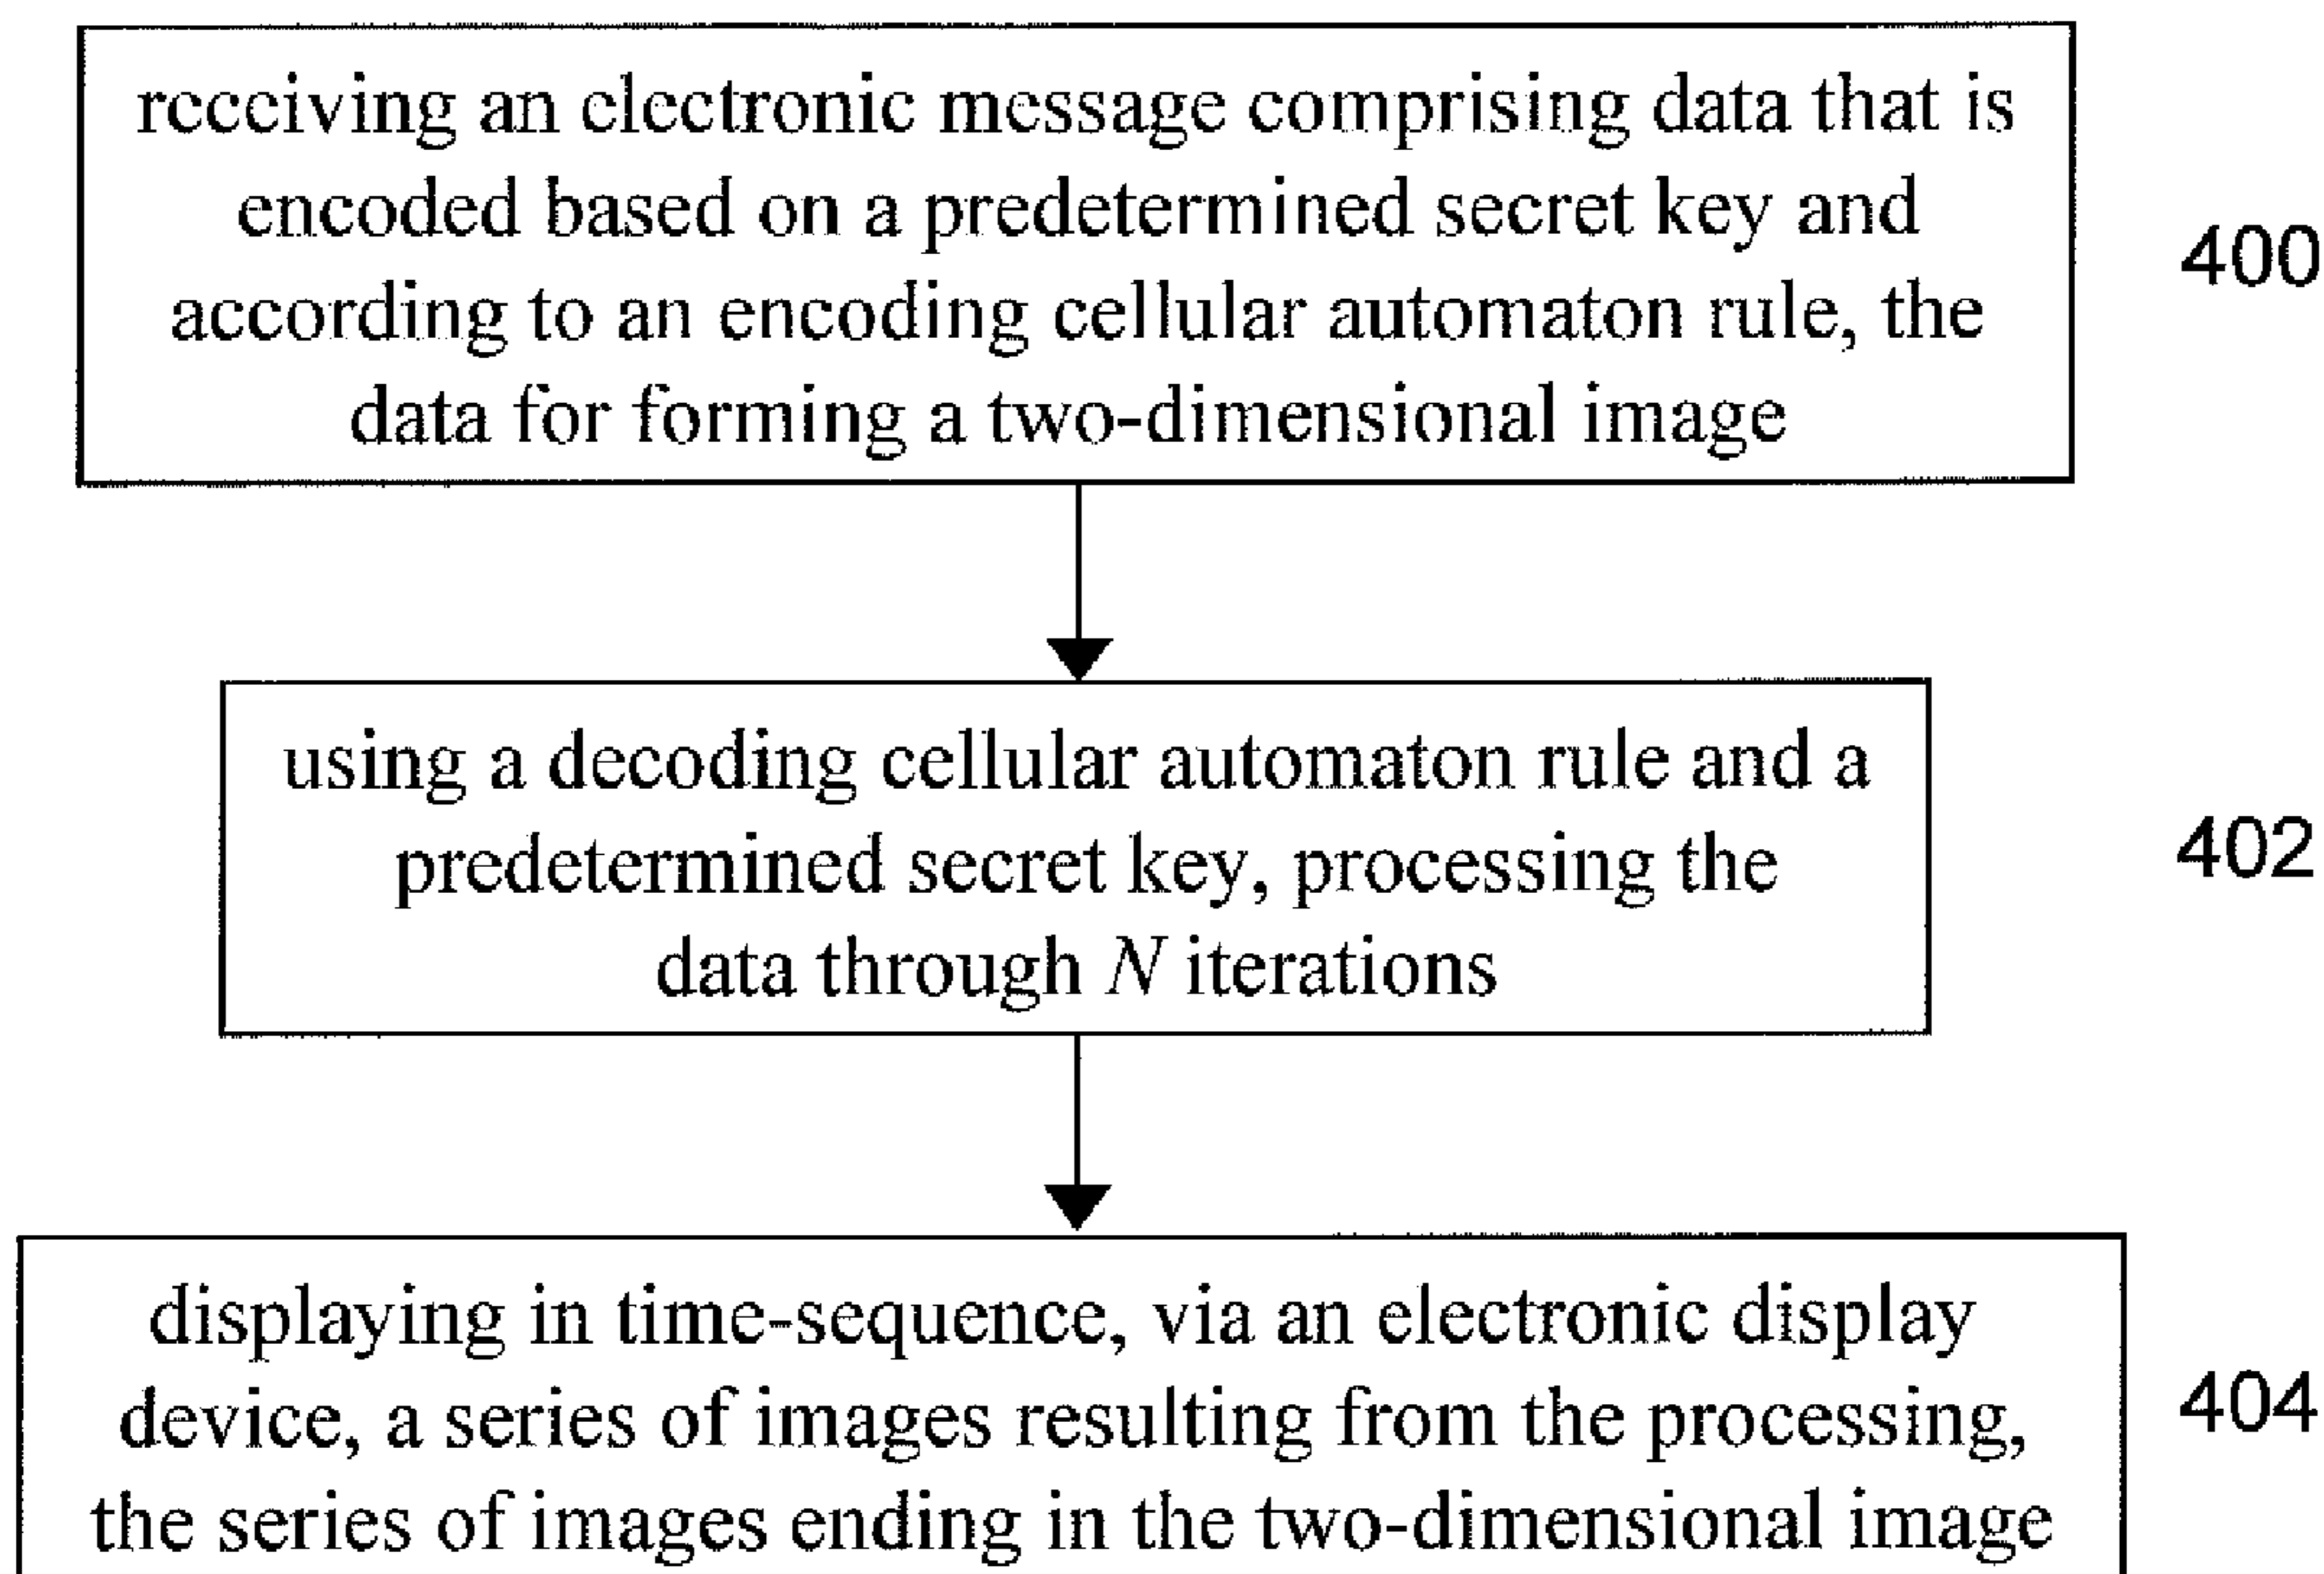 receiving an electronic message comprising data that is
encoded based on a predetermined secret key and
according to an encoding cellular automaton rule, the
data for forming a two-dimensional image
400
using a decoding cellular automaton rule and a
predetermined secret key, processing the
data through N iterations
402
displaying in time-sequence, via an electronic display
device, a series of images resulting from the processing,
the series of images ending in the two-dimensional image
404